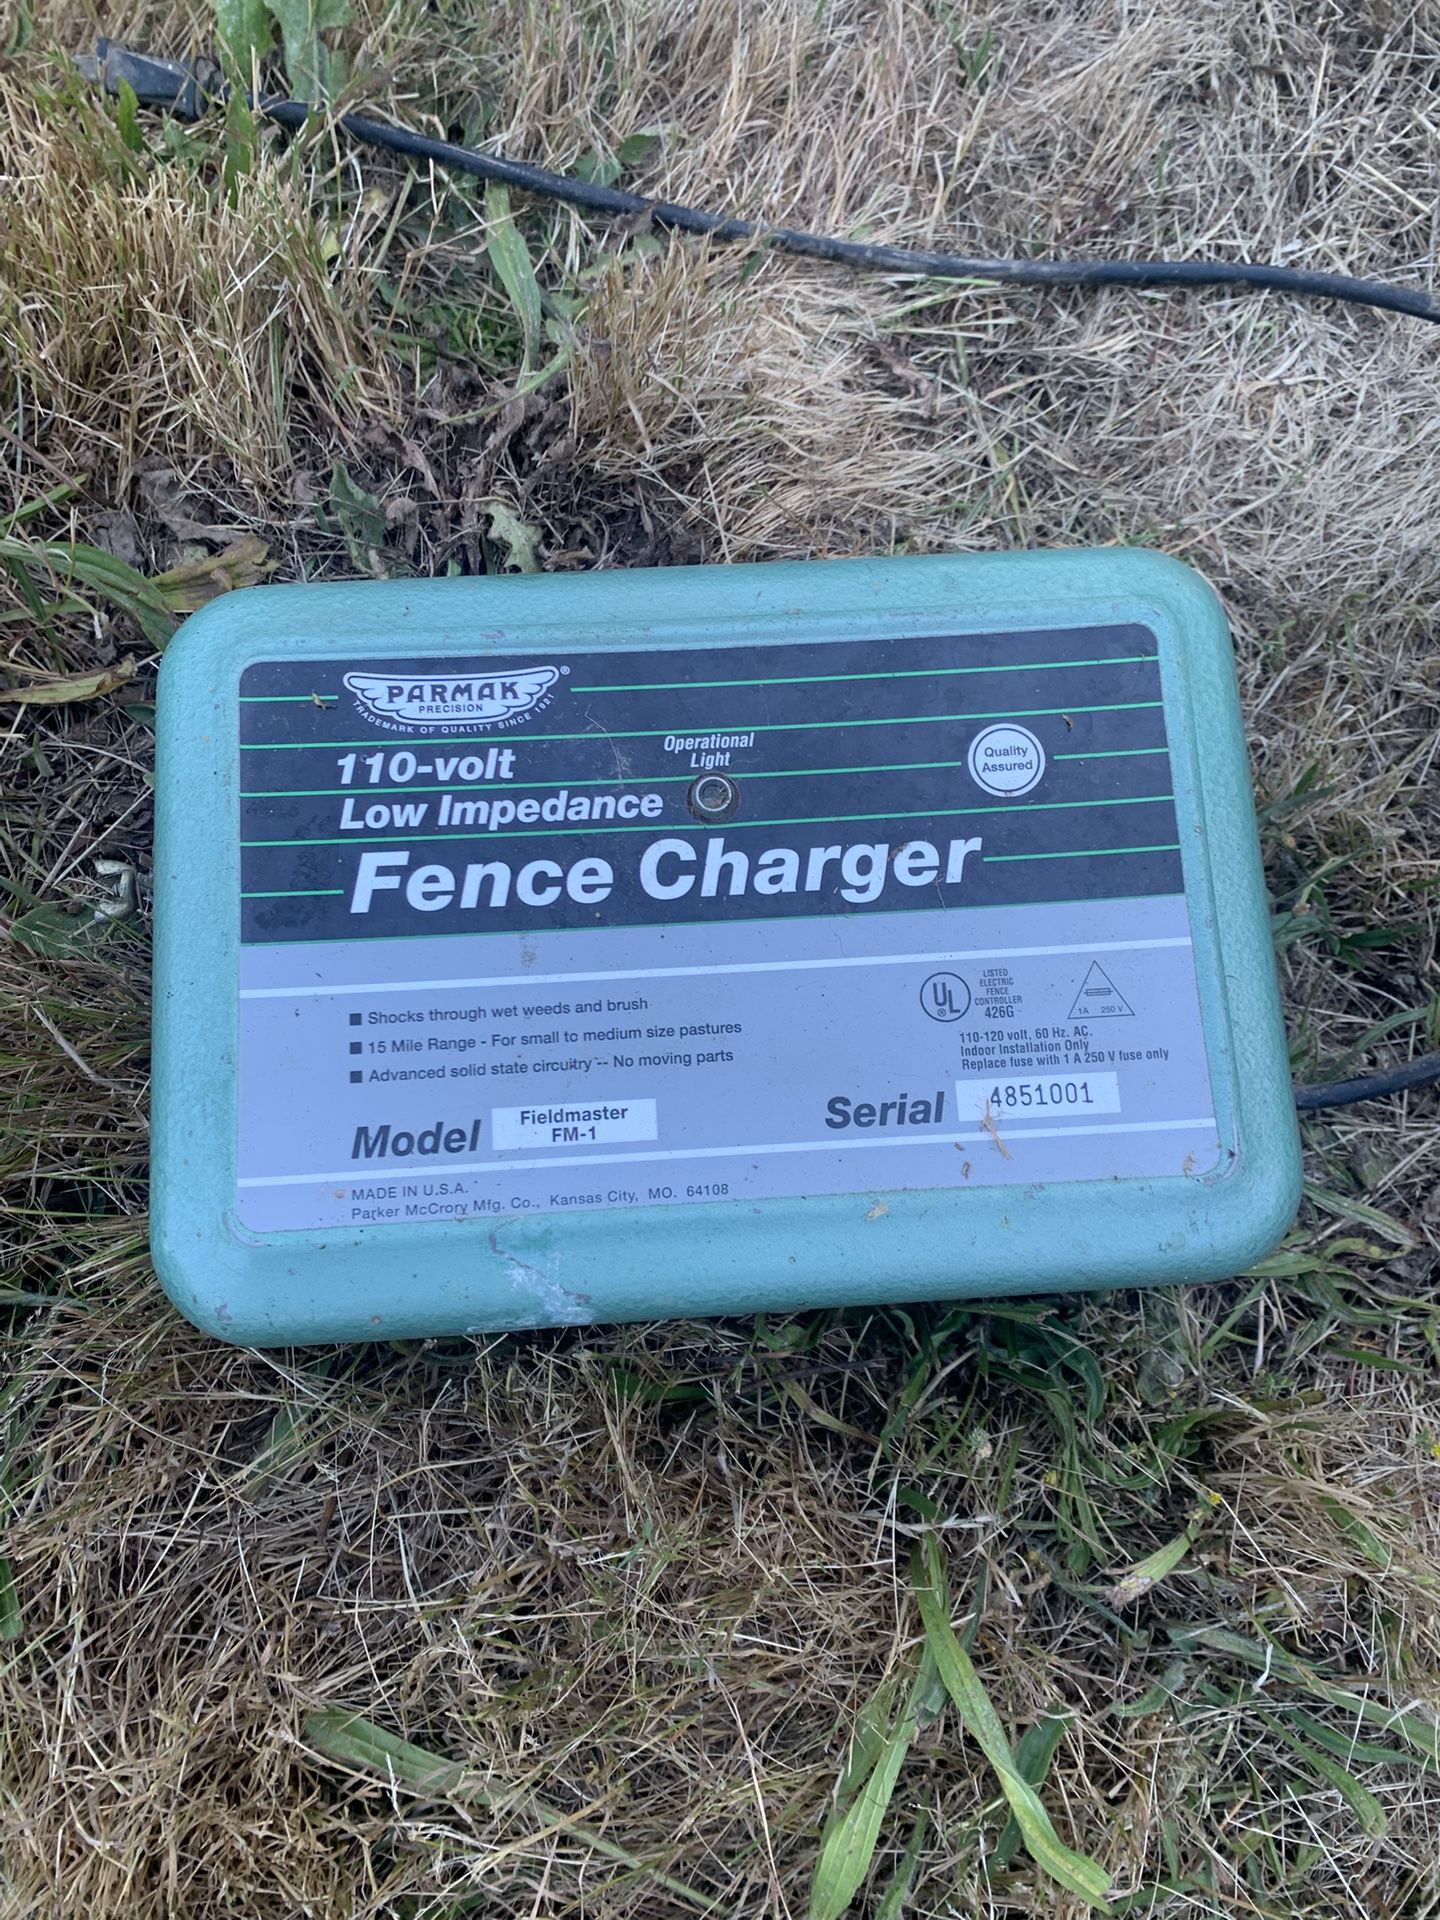 PARMAK®
PRECISION
TRADEMARK OF QUALITY SINCE 1921
110-volt
Low Impedance
Operational
Light
Quality
Assured
Fence Charger
■ Shocks through wet weeds and brush
■ 15 Mile Range - For small to medium size pastures
■ Advanced solid state circuitry -- No moving parts
UL®
LISTED
ELECTRIC
FENCE
CONTROLLER
426G
1A 250 V
110-120 volt, 60 Hz. AC.
Indoor Installation Only
Replace fuse with 1 A 250 V fuse only
Model Fieldmaster
FM-1
Serial 4851001
MADE IN U.S.A.
Parker McCrory Mfg. Co., Kansas City, MO. 64108